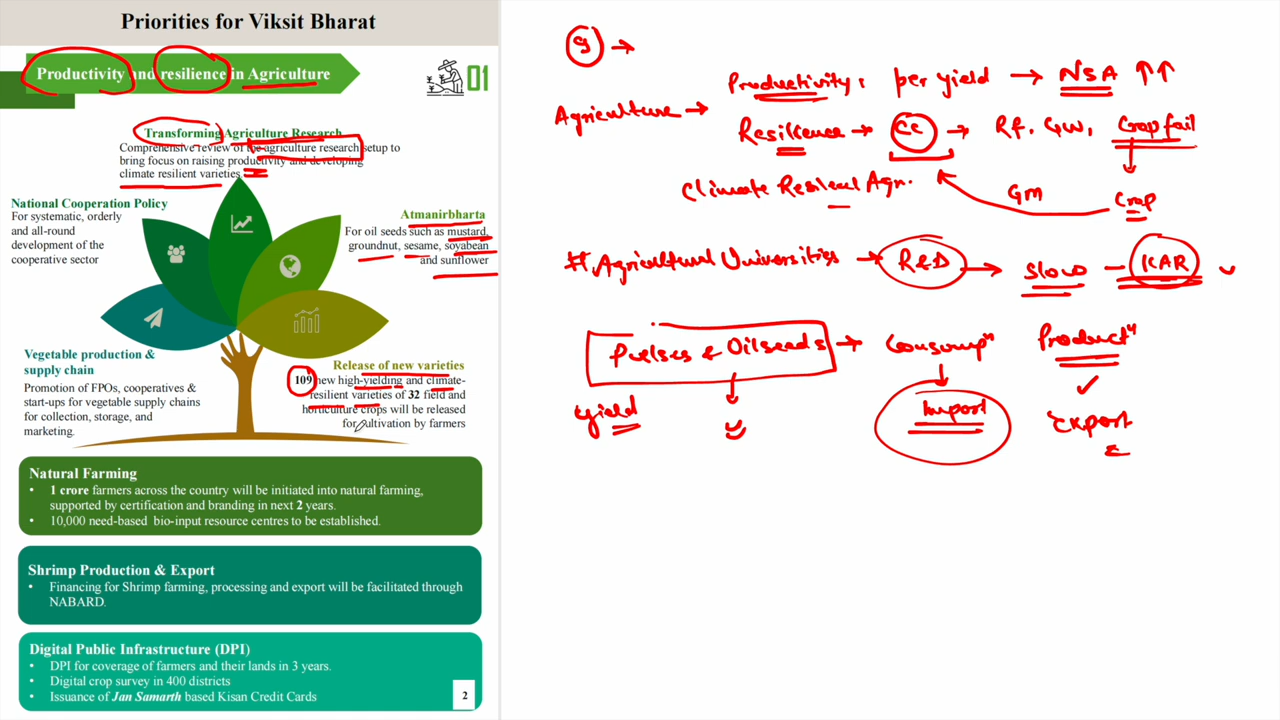 Priorities for Viksit Bharat
Productivity and resilience in Agriculture
01
Transforming Agriculture Research
Comprehensive review of the agriculture research setup to
bring focus on raising productivity and developing
climate resilient varieties.
National Cooperation Policy
For systematic, orderly
and all-round
development of the
cooperative sector
Atmanirbharta
For oil seeds such as mustard,
groundnut, sesame, soyabean
and sunflower
Vegetable production &
supply chain
Promotion of FPOs, cooperatives &
start-ups for vegetable supply chains
for collection, storage, and
marketing.
Release of new varieties
109 new high-yielding and climate-
resilient varieties of 32 field and
horticulture crops will be released
for cultivation by farmers
Natural Farming
• 1 crore farmers across the country will be initiated into natural farming,
supported by certification and branding in next 2 years.
• 10,000 need-based bio-input resource centres to be established.
Shrimp Production & Export
• Financing for Shrimp farming, processing and export will be facilitated through
NABARD.
Digital Public Infrastructure (DPI)
• DPI for coverage of farmers and their lands in 3 years.
• Digital crop survey in 400 districts
• Issuance of Jan Samarth based Kisan Credit Cards
2
9 →
Agriculture → Productivity: per yield → NSA ↑↑
Resilience → CC → Rf, GW, Crop fail
Climate Resilient Agr. GM Crop
# Agricultural Universities → R&D → slow - ICAR
Pulses & Oilseeds → Consumpⁿ Productⁿ
yield Import Export